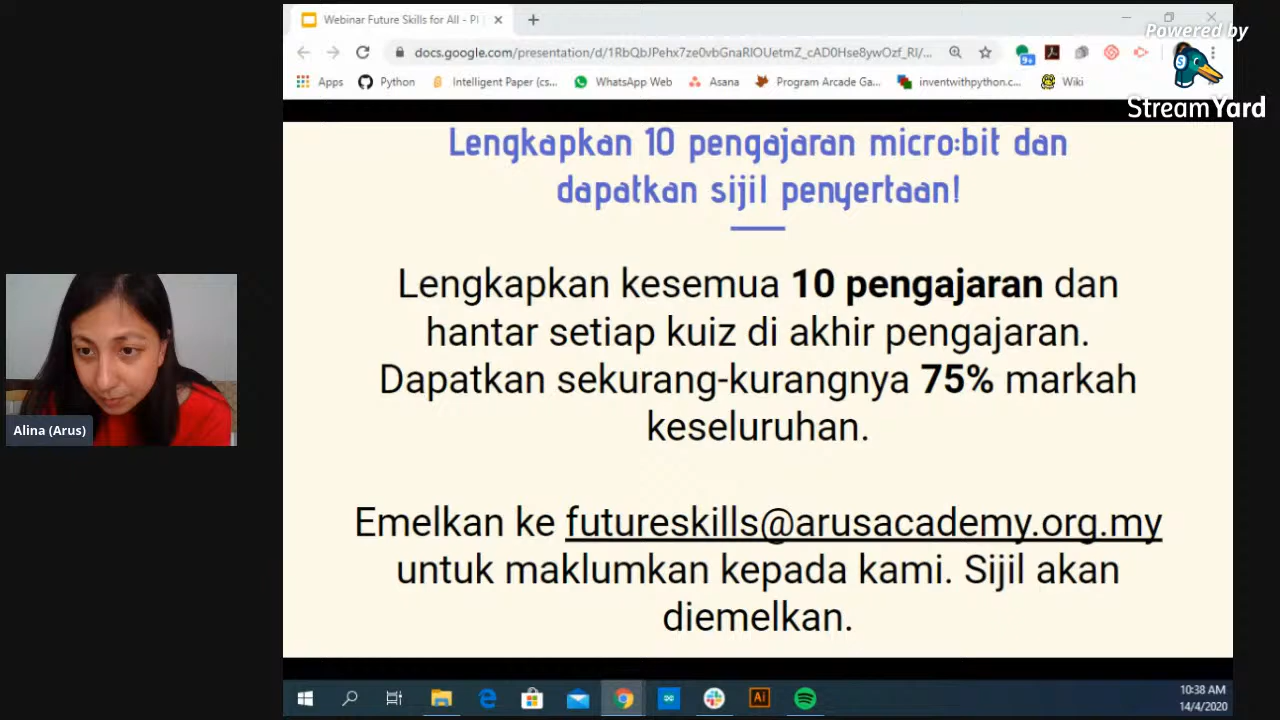 Webinar Future Skills for All - Pl
Powered by
StreamYard
docs.google.com/presentation/d/1RbQbJPehx7ze0vbGnaRlOUetmZ_cAD0Hse8ywOzf_RI/...
9+
Apps
Python
Intelligent Paper (cs...
WhatsApp Web
Asana
Program Arcade Ga...
inventwithpython.c...
Wiki
Lengkapkan 10 pengajaran micro:bit dan
dapatkan sijil penyertaan!
Lengkapkan kesemua 10 pengajaran dan
hantar setiap kuiz di akhir pengajaran.
Dapatkan sekurang-kurangnya 75% markah
keseluruhan.
Emelkan ke futureskills@arusacademy.org.my
untuk maklumkan kepada kami. Sijil akan
diemelkan.
Alina (Arus)
Ai
10:38 AM
14/4/2020